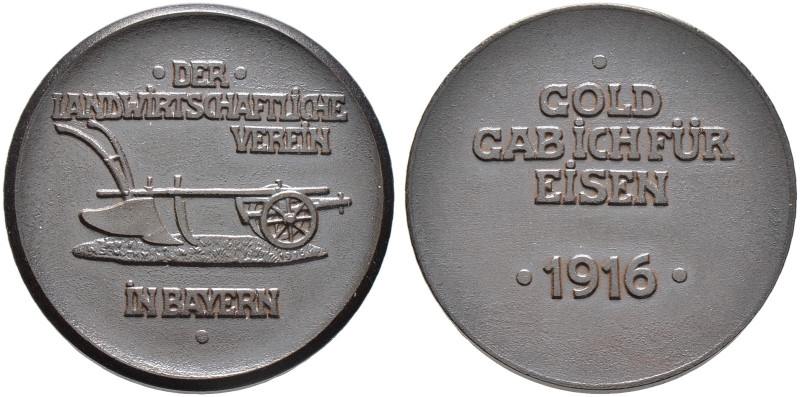 · DER ·
LANDWIRTSCHAFTLICHE
VEREIN
IN BAYERN
·
·
GOLD
GAB ICH FÜR
EISEN
· 1916 ·